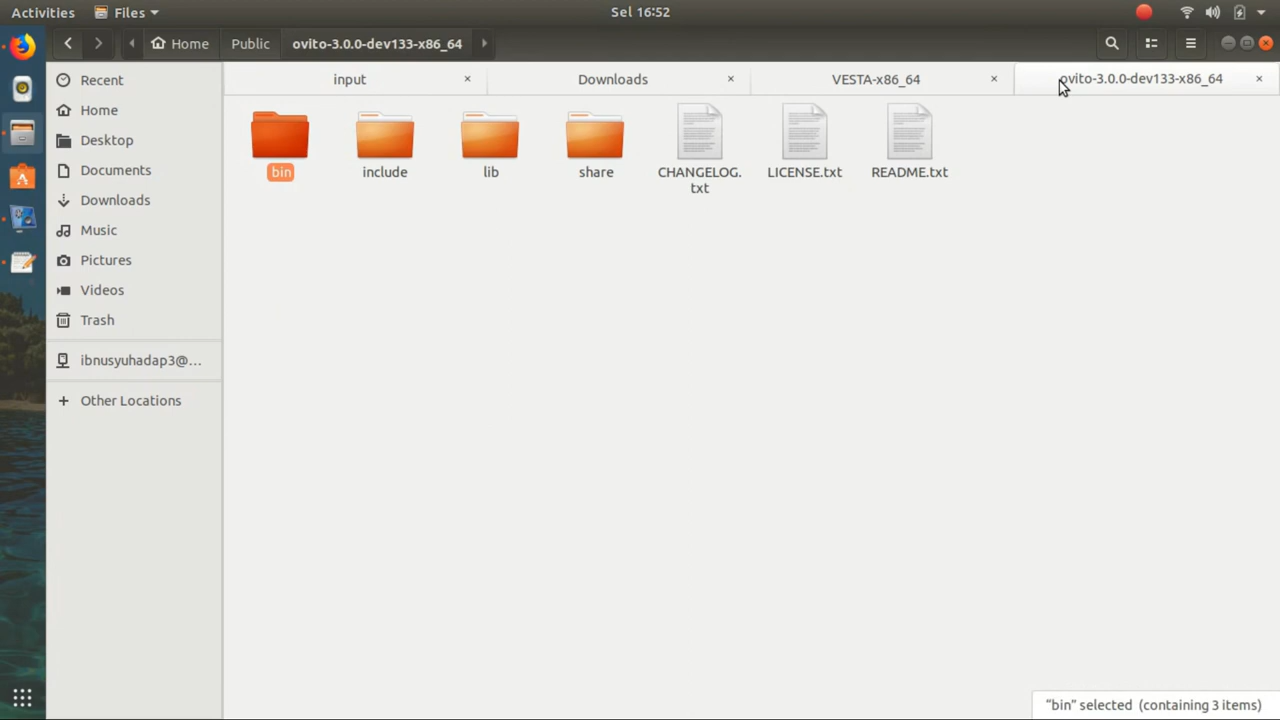 Activities Files Sel 16:52
Home Public ovito-3.0.0-dev133-x86_64
input Downloads VESTA-x86_64 ovito-3.0.0-dev133-x86_64
Recent
Home
Desktop
Documents
Downloads
Music
Pictures
Videos
Trash
ibnusyuhadap3@...
Other Locations
bin include lib share CHANGELOG. LICENSE.txt README.txt
txt
"bin" selected (containing 3 items)